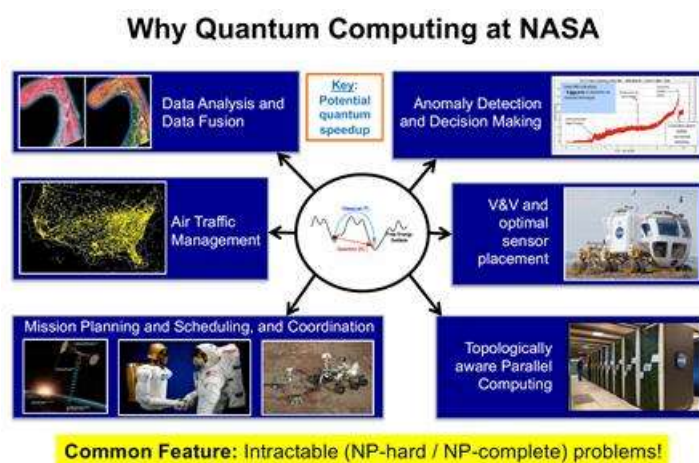 Why Quantum Computing at NASA
Data Analysis and
Data Fusion
Key:
Potential
quantum
speedup
Anomaly Detection
and Decision Making
Air Traffic
Management
V&V and
optimal
sensor
placement
Mission Planning and Scheduling, and Coordination
Topologically
aware Parallel
Computing
Common Feature: Intractable (NP-hard / NP-complete) problems!